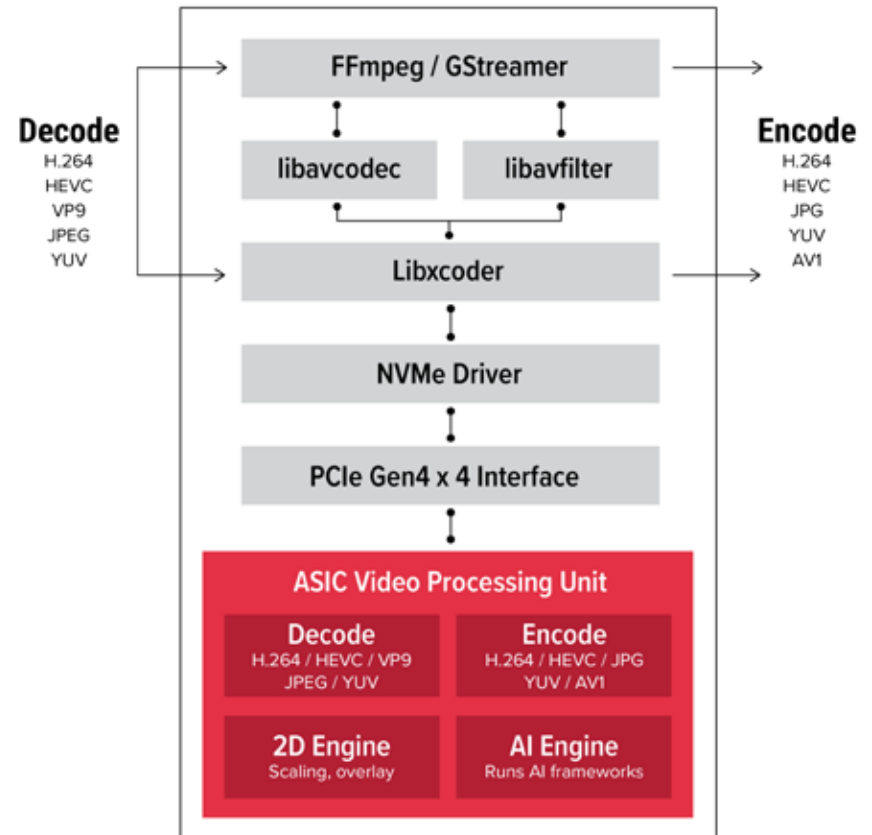 FFmpeg / GStreamer
Decode
H.264
HEVC
VP9
JPEG
YUV
Encode
H.264
HEVC
JPG
YUV
AV1
libavcodec
libavfilter
Libxcoder
NVMe Driver
PCIe Gen4 x 4 Interface
ASIC Video Processing Unit
Decode
H.264 / HEVC / VP9
JPEG / YUV
Encode
H.264 / HEVC / JPG
YUV / AV1
2D Engine
Scaling, overlay
AI Engine
Runs AI frameworks